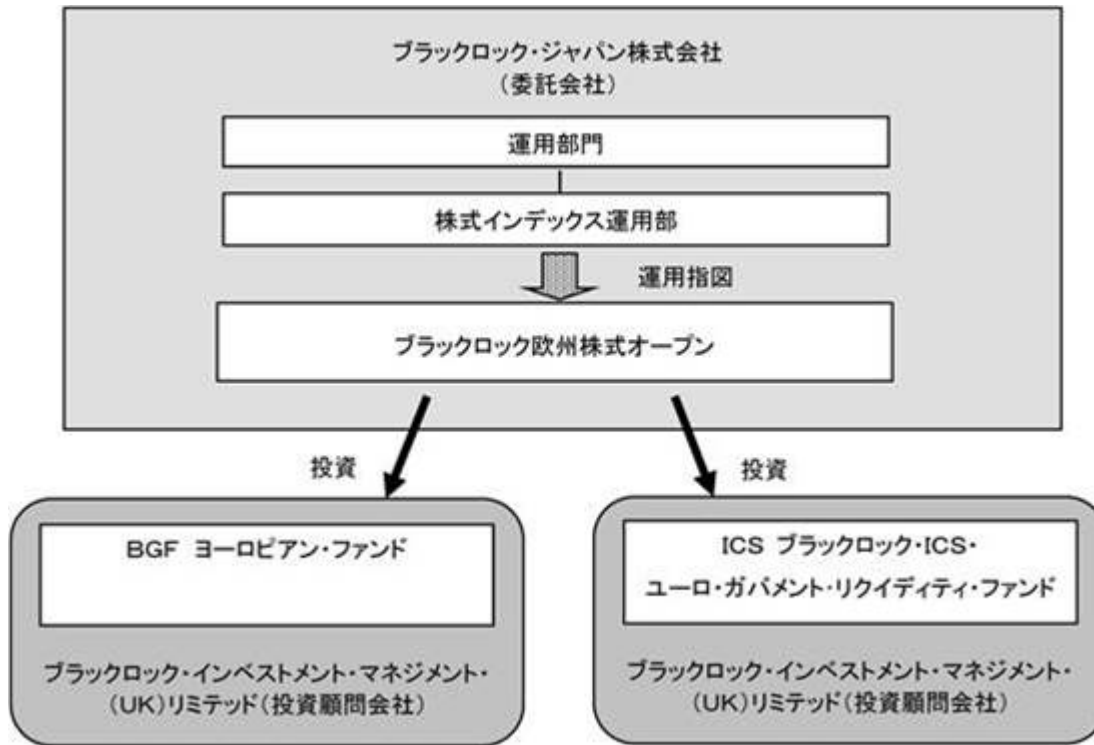 ブラックロック・ジャパン株式会社
（委託会社）
運用部門
株式インデックス運用部
運用指図
ブラックロック欧州株式オープン
投資
投資
BGF ヨーロピアン・ファンド
ブラックロック・インベストメント・マネジメント・
（UK）リミテッド（投資顧問会社）
ICS ブラックロック・ICS・
ユーロ・ガバメント・リクイディティ・ファンド
ブラックロック・インベストメント・マネジメント・
（UK）リミテッド（投資顧問会社）